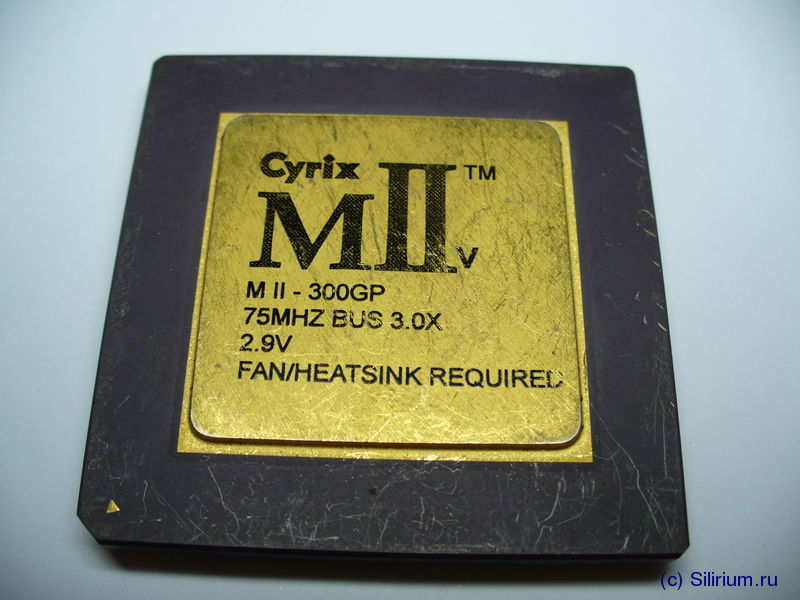 Cyrix
MII™
v
M II - 300GP
75MHZ BUS 3.0X
2.9V
FAN/HEATSINK REQUIRED
(c) Silirium.ru